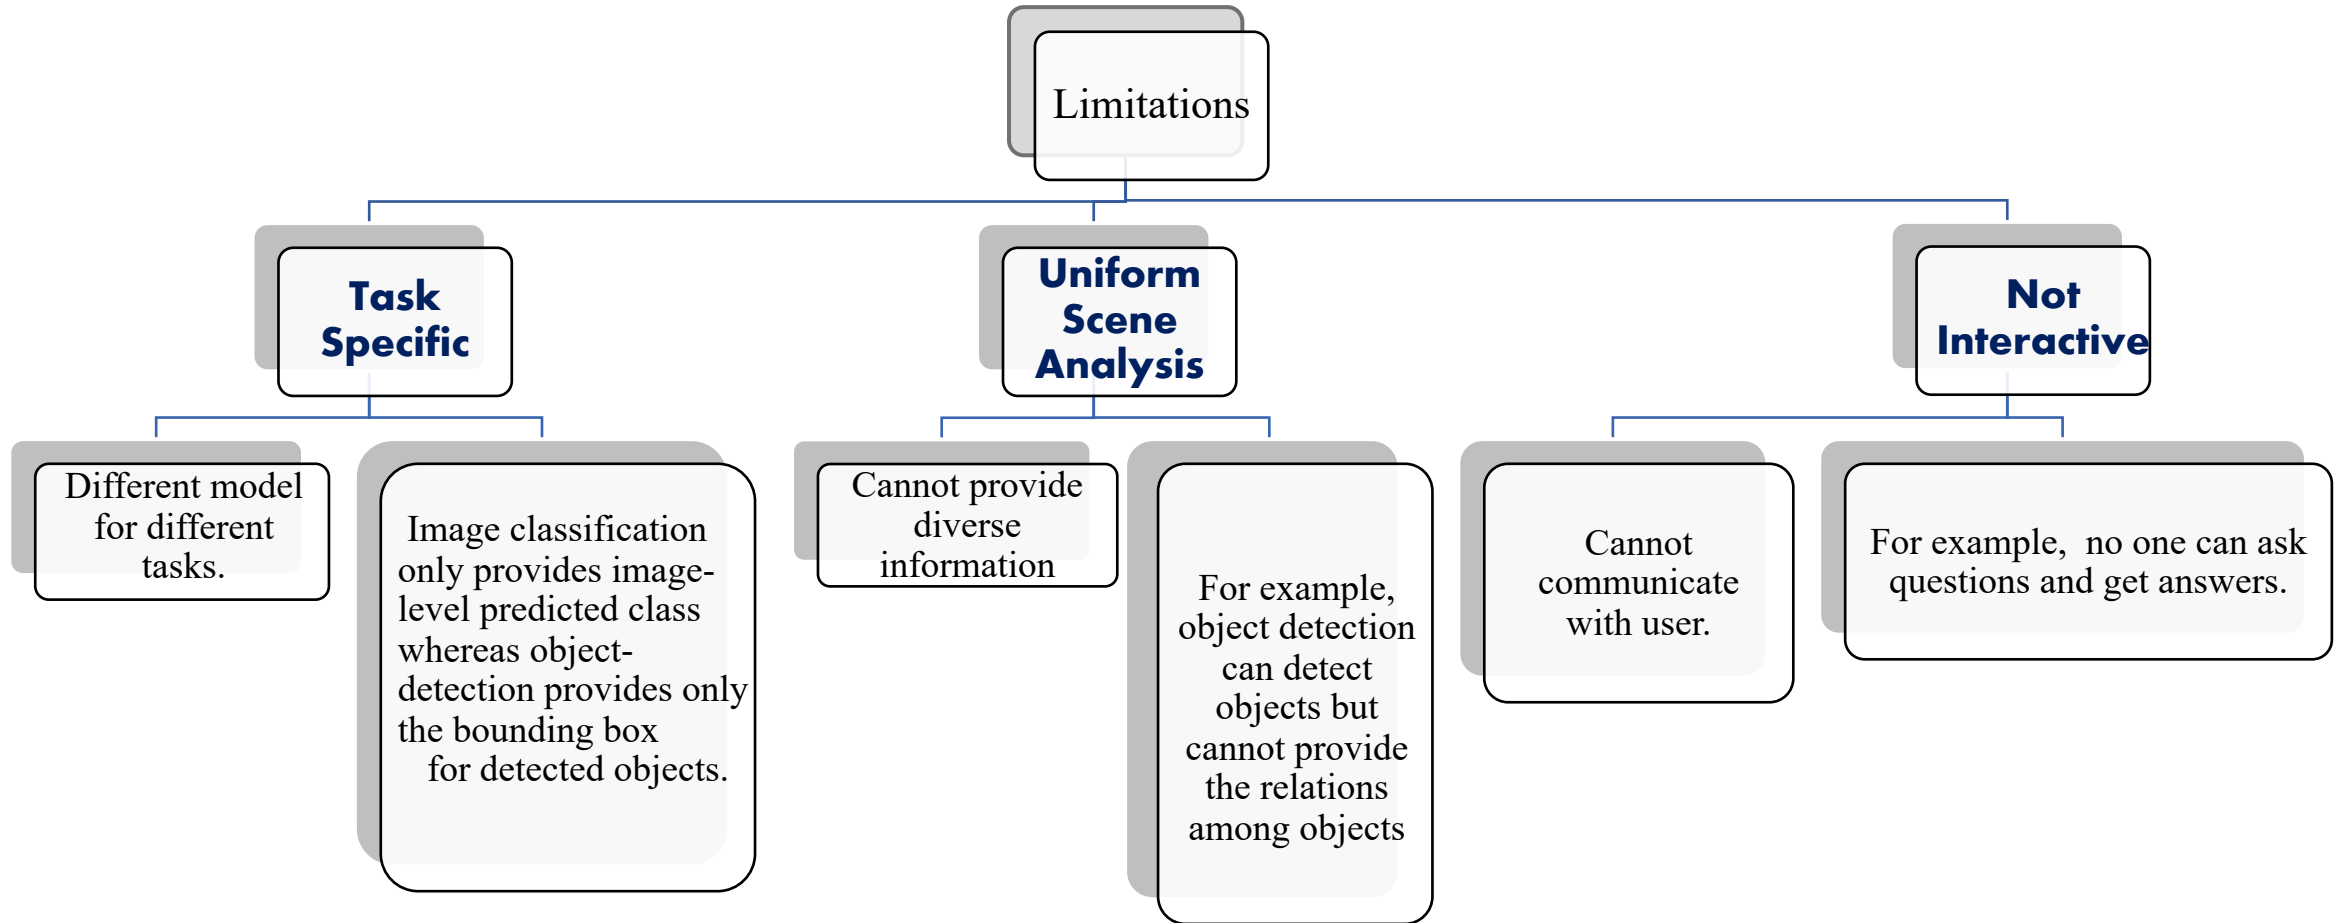 Limitations
Task
Specific
Uniform
Scene
Analysis
Not
Interactive
Different model
for different
tasks.
Image classification
only provides image-
level predicted class
whereas object-
detection provides only
the bounding box
for detected objects.
Cannot provide
diverse
information
For example,
object detection
can detect
objects but
cannot provide
the relations
among objects
Cannot
communicate
with user.
For example,  no one can ask
questions and get answers.